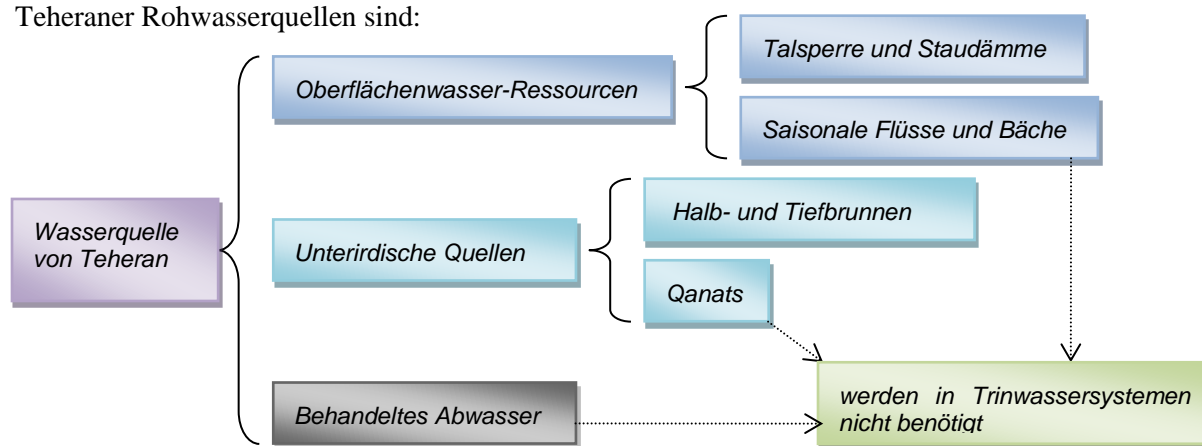 Teheraner Rohwasserquellen sind:
Talsperre und Staudämme
Oberflächenwasser-Ressourcen
Saisonale Flüsse und Bäche
Wasserquelle
von Teheran
Halb- und Tiefbrunnen
Unterirdische Quellen
Qanats
Behandeltes Abwasser
werden in Trinwassersystemen
nicht benötigt